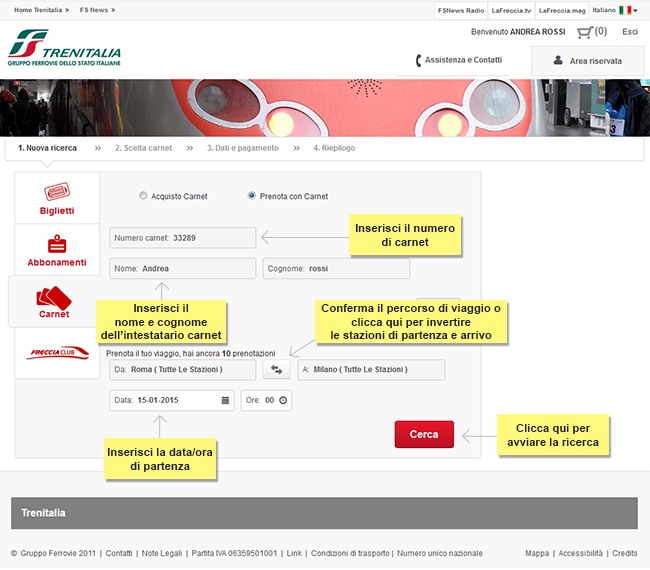 Home Trenitalia » FS News »
FSNews Radio LaFreccia.tv LaFreccia.mag Italiano
Benvenuto ANDREA ROSSI (0) Esci
TRENITALIA
GRUPPO FERROVIE DELLO STATO ITALIANE
Assistenza e Contatti
Area riservata
1. Nuova ricerca » 2. Scelta carnet » 3. Dati e pagamento » 4. Riepilogo
Biglietti
Abbonamenti
Carnet
FRECCIACLUB
Acquisto Carnet Prenota con Carnet
Numero carnet: 33289
Inserisci il numero
di carnet
Nome: Andrea Cognome: rossi
Inserisci il
nome e cognome
dell'intestatario carnet
Conferma il percorso di viaggio o
clicca qui per invertire
le stazioni di partenza e arrivo
Prenota il tuo viaggio, hai ancora 10 prenotazioni
Da: Roma ( Tutte Le Stazioni ) A: Milano ( Tutte Le Stazioni )
Data: 15-01-2015 Ore: 00
Inserisci la data/ora
di partenza
Cerca
Clicca qui per
avviare la ricerca
Trenitalia
© Gruppo Ferrovie 2011 | Contatti | Note Legali | Partita IVA 06359501001 | Link | Condizioni di trasporto | Numero unico nazionale Mappa | Accessibilità | Credits